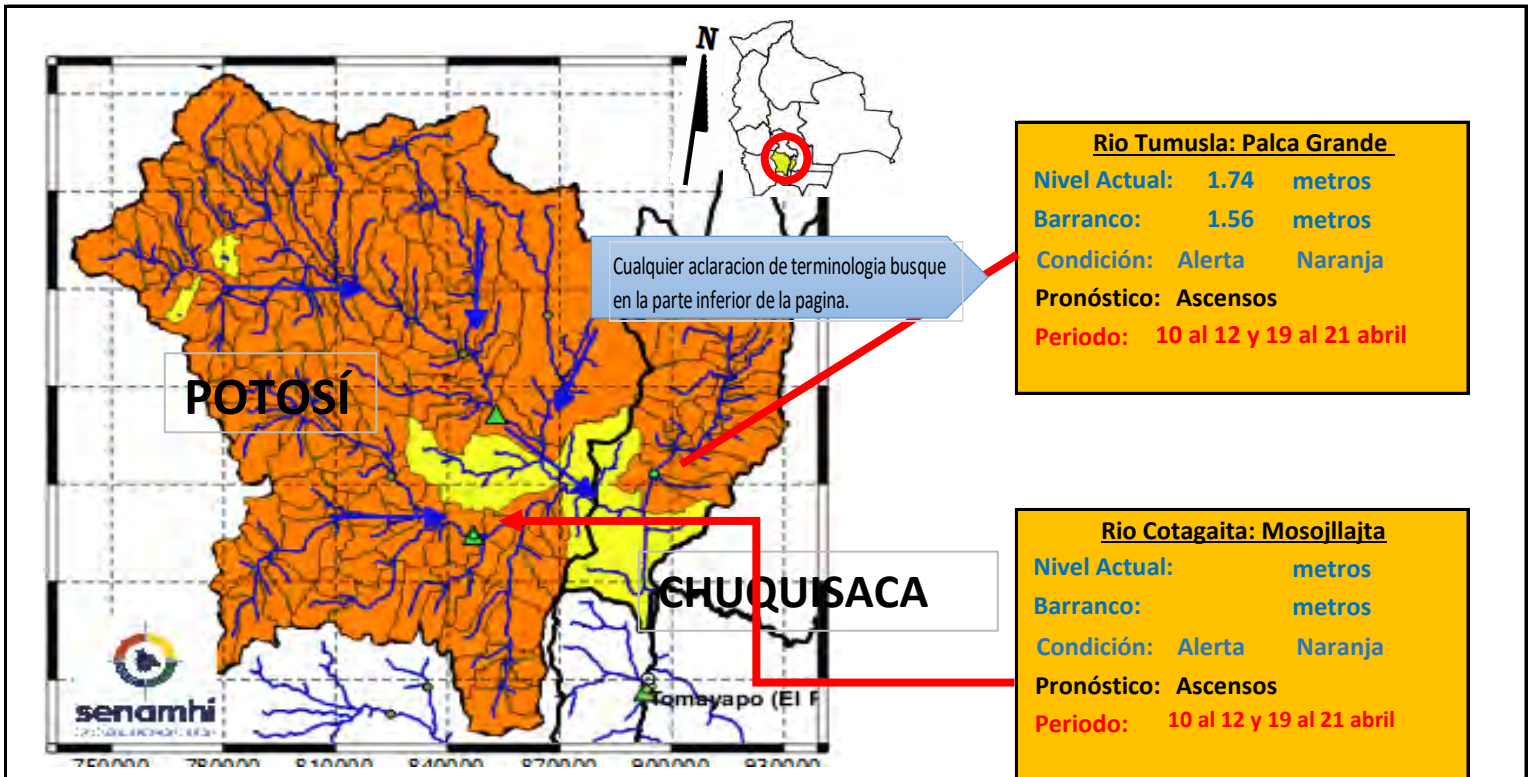 N
Cualquier aclaracion de terminologia busque
en la parte inferior de la pagina.
POTOSÍ
CHUQUISACA
Tomayapo (El
senamhi
Rio Tumusla: Palca Grande
Nivel Actual: 1.74 metros
Barranco: 1.56 metros
Condición: Alerta Naranja
Pronóstico: Ascensos
Periodo: 10 al 12 y 19 al 21 abril
Rio Cotagaita: Mosojllajta
Nivel Actual: metros
Barranco: metros
Condición: Alerta Naranja
Pronóstico: Ascensos
Periodo: 10 al 12 y 19 al 21 abril